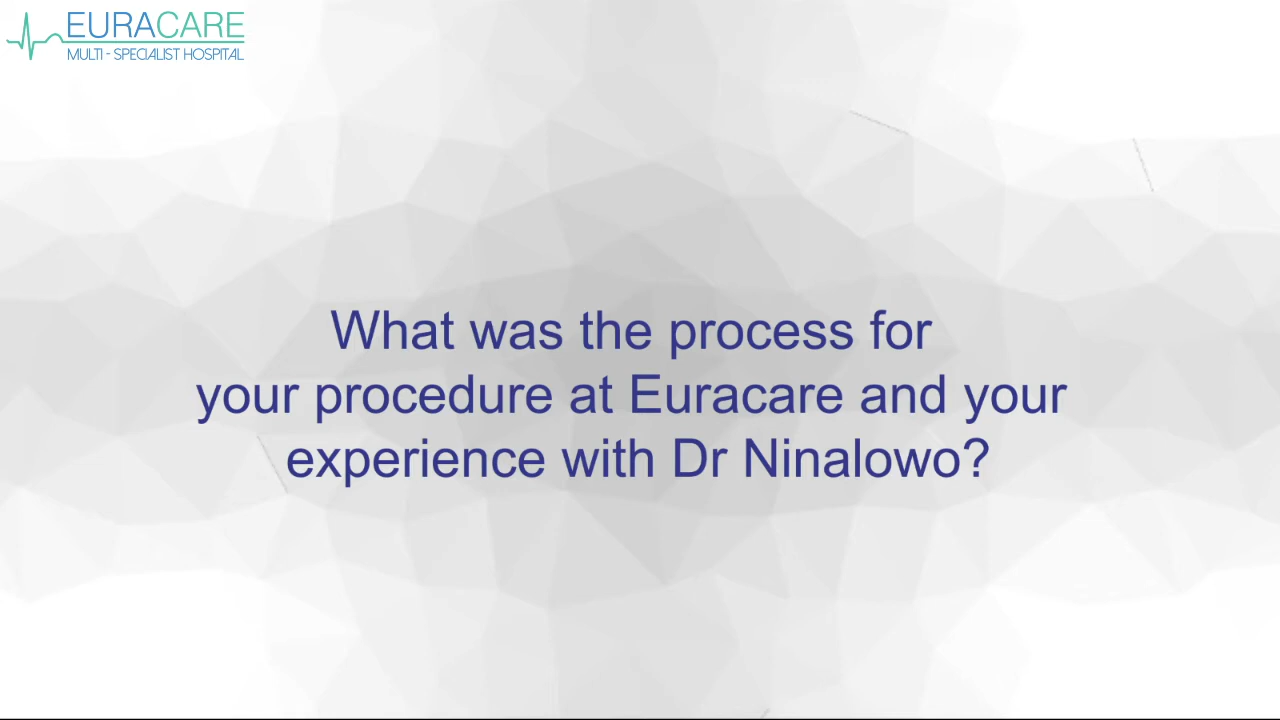 EURACARE
MULTI - SPECIALIST HOSPITAL
What was the process for
your procedure at Euracare and your
experience with Dr Ninalowo?